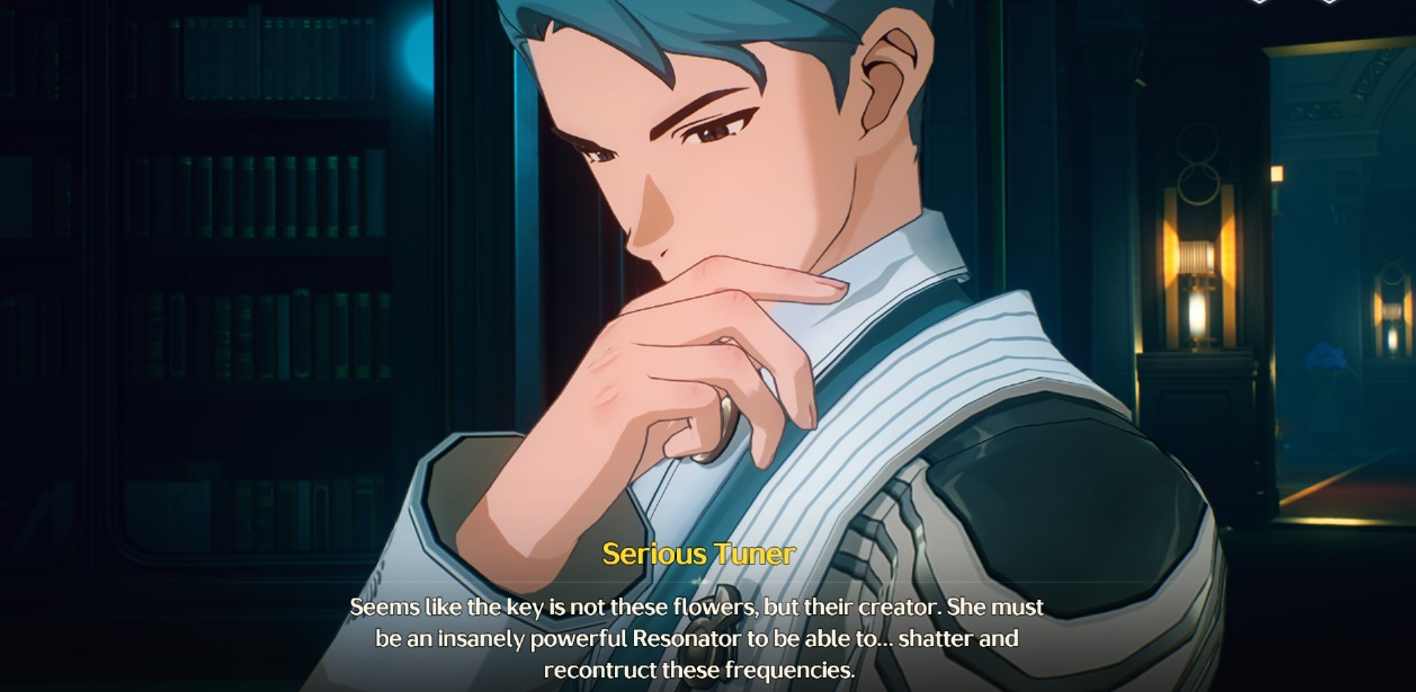 Serious Tuner
Seems like the key is not these flowers, but their creator. She must
be an insanely powerful Resonator to be able to... shatter and
recontruct these frequencies.